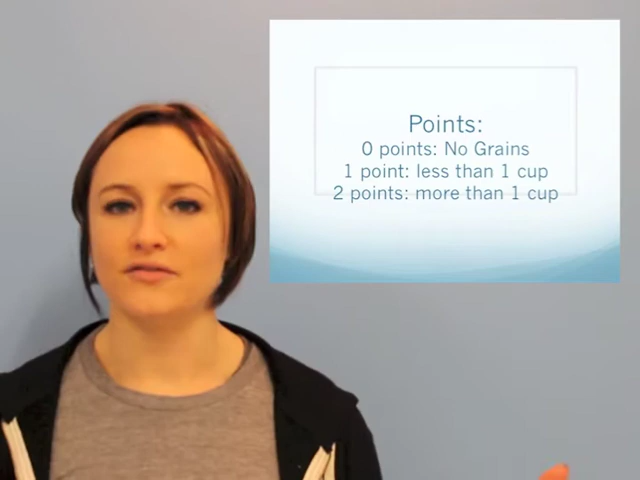 Points:
0 points: No Grains
1 point: less than 1 cup
2 points: more than 1 cup